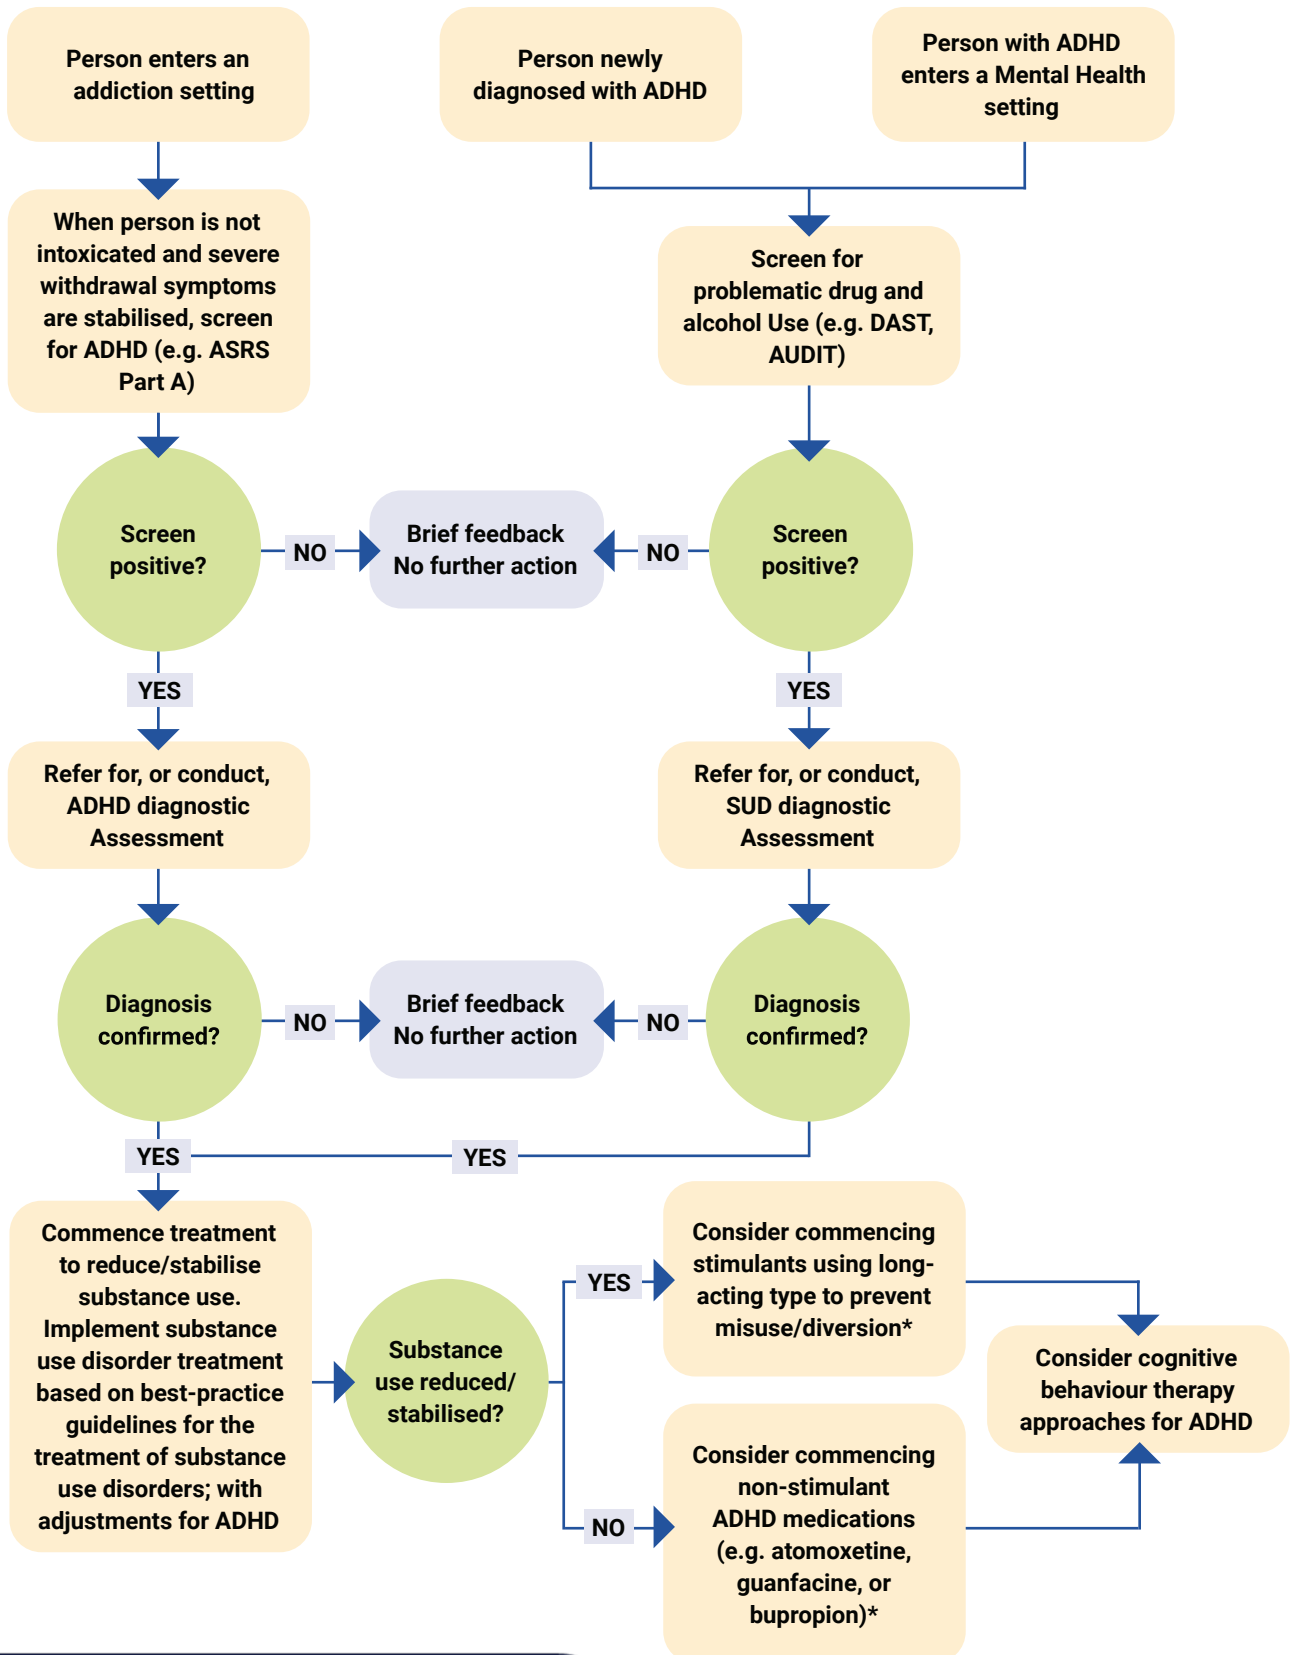 Person enters an
addiction setting
Person newly
diagnosed with ADHD
Person with ADHD
enters a Mental Health
setting
When person is not
intoxicated and severe
withdrawal symptoms
are stabilised, screen
for ADHD (e.g. ASRS
Part A)
Screen for
problematic drug and
alcohol Use (e.g. DAST,
AUDIT)
Screen
positive?
NO
Brief feedback
No further action
NO
Screen
positive?
YES
YES
Refer for, or conduct,
ADHD diagnostic
Assessment
Refer for, or conduct,
SUD diagnostic
Assessment
Diagnosis
confirmed?
NO
Brief feedback
No further action
NO
Diagnosis
confirmed?
YES
YES
Commence treatment
to reduce/stabilise
substance use.
Implement substance
use disorder treatment
based on best-practice
guidelines for the
treatment of substance
use disorders; with
adjustments for ADHD
Substance
use reduced/
stabilised?
YES
Consider commencing
stimulants using long-
acting type to prevent
misuse/diversion*
NO
Consider commencing
non-stimulant
ADHD medications
(e.g. atomoxetine,
guanfacine, or
bupropion)*
Consider cognitive
behaviour therapy
approaches for ADHD